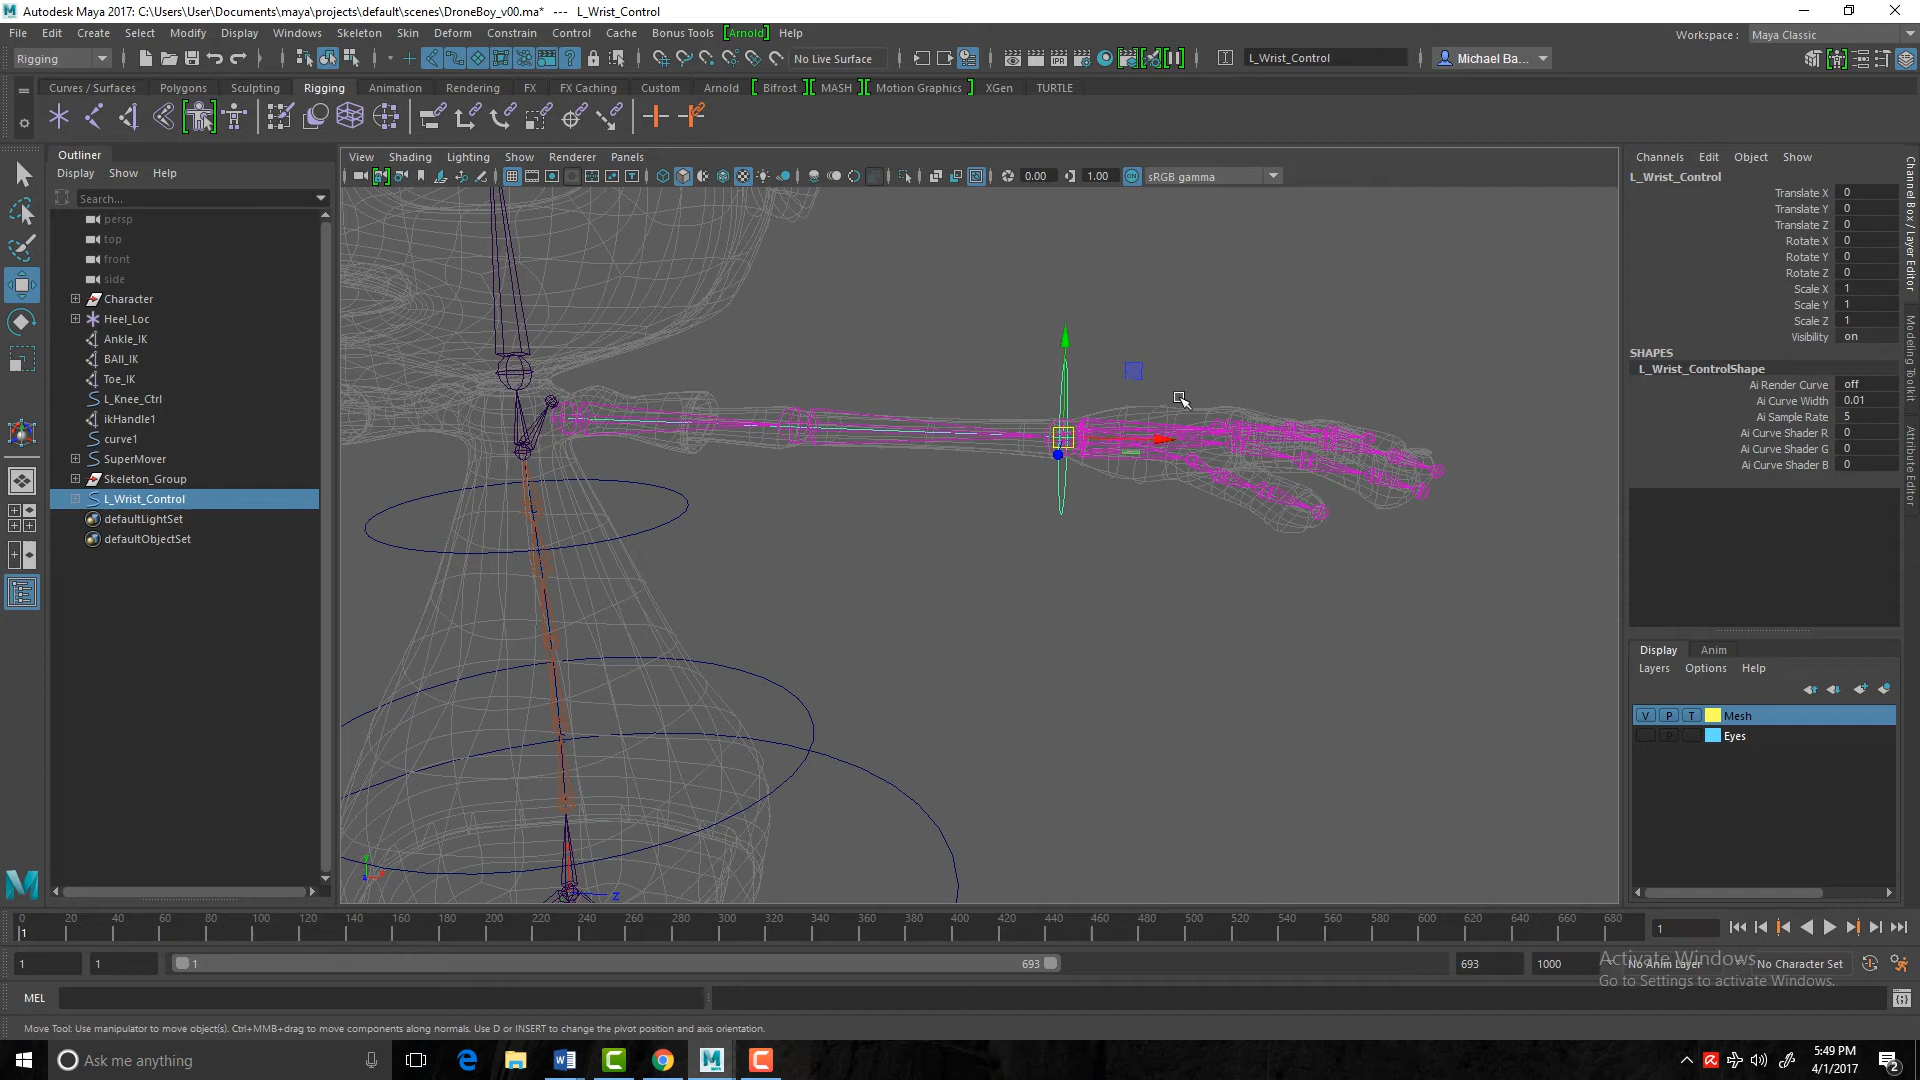 Autodesk Maya 2017: C:\Users\User\Documents\maya\projects\default\scenes\DroneBoy_v00.ma* --- L_Wrist_Control
File Edit Create Select Modify Display Windows Skeleton Skin Deform Constrain Control Cache Bonus Tools [Arnold] Help
Workspace : Maya Classic
Rigging
No Live Surface
L_Wrist_Control
Michael Ba...
Curves / Surfaces Polygons Sculpting Rigging Animation Rendering FX FX Caching Custom Arnold Bifrost MASH Motion Graphics XGen TURTLE
IPR
Outliner
Display Show Help
Search...
persp
top
front
side
Character
Heel_Loc
Ankle_IK
BAll_IK
Toe_IK
L_Knee_Ctrl
ikHandle1
curve1
SuperMover
Skeleton_Group
L_Wrist_Control
defaultLightSet
defaultObjectSet
View Shading Lighting Show Renderer Panels
0.00 1.00 ON sRGB gamma
y
z
Channels Edit Object Show
L_Wrist_Control
Translate X 0
Translate Y 0
Translate Z 0
Rotate X 0
Rotate Y 0
Rotate Z 0
Scale X 1
Scale Y 1
Scale Z 1
Visibility on
SHAPES
L_Wrist_ControlShape
Ai Render Curve off
Ai Curve Width 0.01
Ai Sample Rate 5
Ai Curve Shader R 0
Ai Curve Shader G 0
Ai Curve Shader B 0
Channel Box / Layer Editor
Modeling Toolkit
Attribute Editor
Display Anim
Layers Options Help
V P T Mesh
P Eyes
0 20 40 60 80 100 120 140 160 180 200 220 240 260 280 300 320 340 360 380 400 420 440 460 480 500 520 540 560 580 600 620 640 660 680
1
1
1 1 1 693 693 1000 No Anim Layer No Character Set
Activate Windows
Go to Settings to activate Windows.
MEL
Move Tool: Use manipulator to move object(s). Ctrl+MMB+drag to move components along normals. Use D or INSERT to change the pivot position and axis orientation.
Ask me anything
5:49 PM
4/1/2017
2